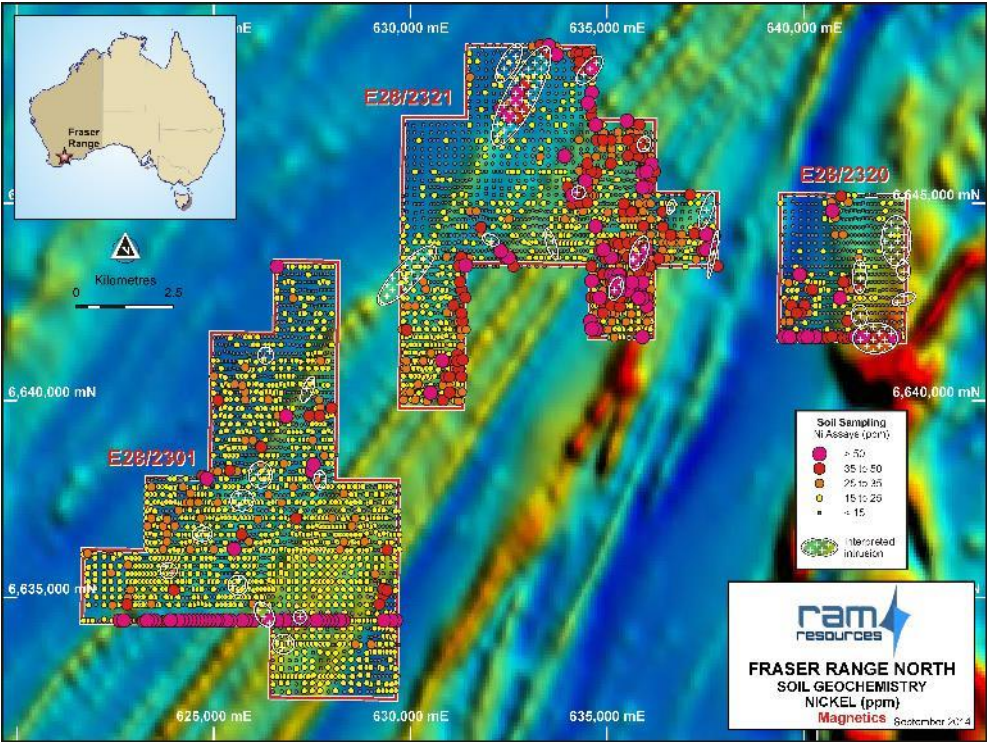 630,000 mE
635,000 mE
640,000 mE
Fraser
Range
E28/2321
E28/2320
6,645,000 mN
N
Kilometres
0 2.5
6,640,000 mN
6,640,000 mN
E28/2301
Soil Sampling
Ni Assays (ppm)
> 50
35 to 50
25 to 35
15 to 25
< 15
Interpreted
intrusion
6,635,000 mN
6,635,000 mN
ram
resources
FRASER RANGE NORTH
SOIL GEOCHEMISTRY
NICKEL (ppm)
Magnetics September 2014
625,000 mE
630,000 mE
635,000 mE